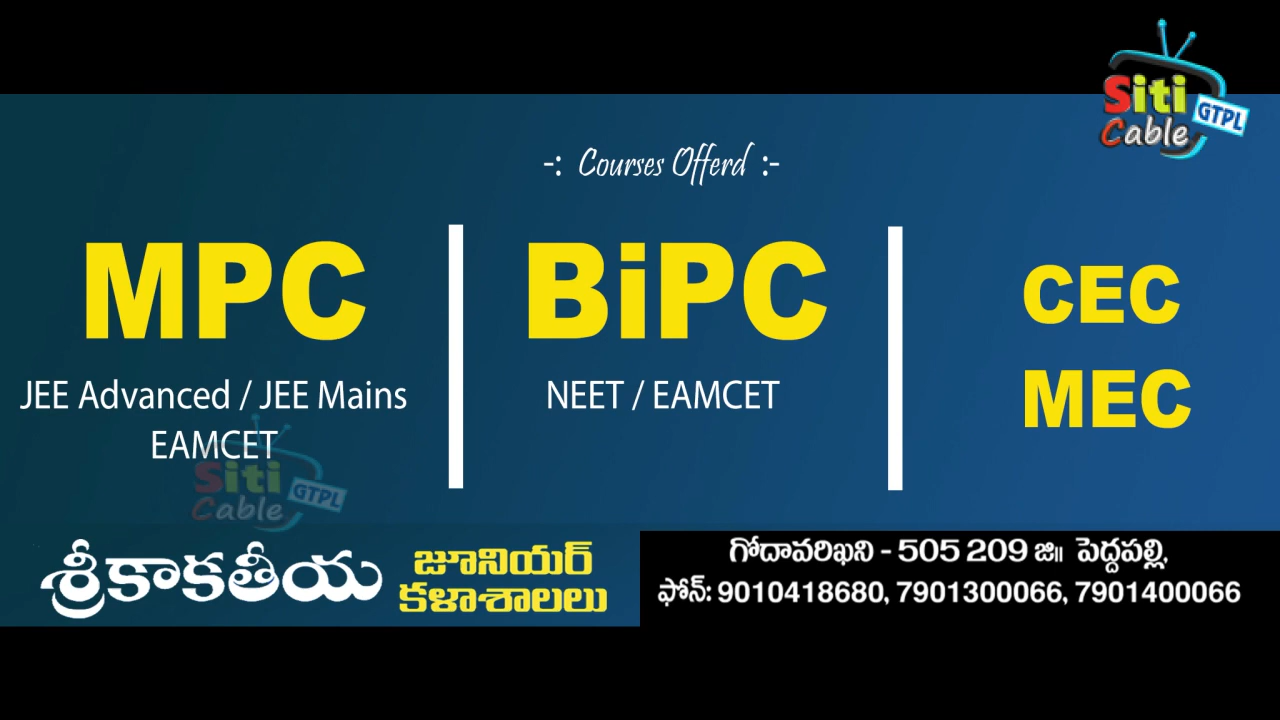 Siti
Cable
GTPL
-: Courses Offerd :-
MPC
JEE Advanced / JEE Mains
EAMCET
BiPC
NEET / EAMCET
CEC
MEC
Siti
Cable
GTPL
శ్రీకాకతీయ
జూనియర్
కళాశాలలు
గోదావరిఖని - 505 209 జి॥ పెద్దపల్లి,
ఫోన్: 9010418680, 7901300066, 7901400066